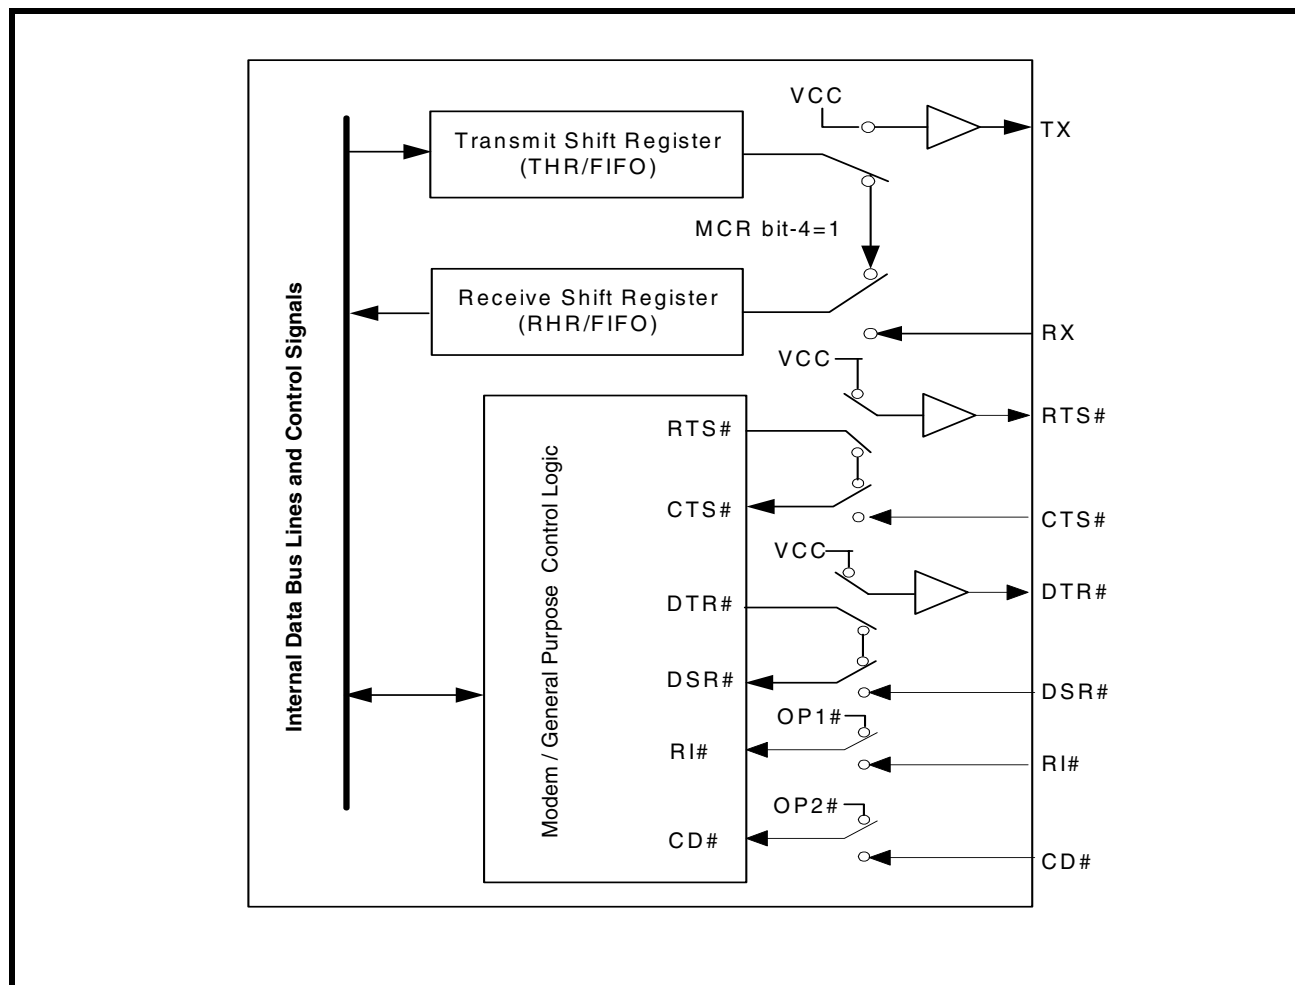 VCC
TX
Transmit Shift Register
(THR/FIFO)
MCR bit-4=1
Receive Shift Register
(RHR/FIFO)
RX
VCC
RTS#
RTS#
CTS#
CTS#
VCC
DTR#
DTR#
DSR#
DSR#
OP1#
RI#
RI#
OP2#
CD#
CD#
Internal Data Bus Lines and Control Signals
Modem / General Purpose Control Logic